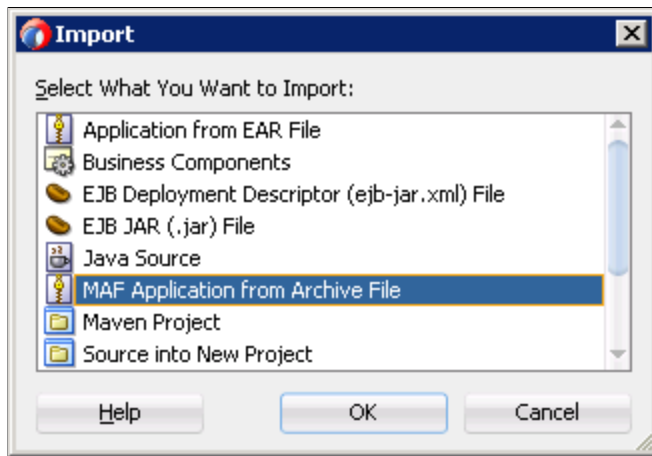 Import
Select What You Want to Import:
Application from EAR File
Business Components
EJB Deployment Descriptor (ejb-jar.xml) File
EJB JAR (.jar) File
Java Source
MAF Application from Archive File
Maven Project
Source into New Project
Help OK Cancel